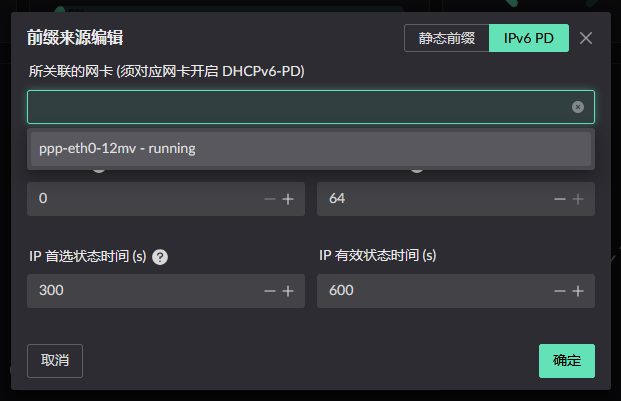 前缀来源编辑
静态前缀
IPv6 PD
所关联的网卡 (须对应网卡开启 DHCPv6-PD)
ppp-eth0-12mv - running
0
64
IP 首选状态时间 (s)
IP 有效状态时间 (s)
300
600
取消
确定